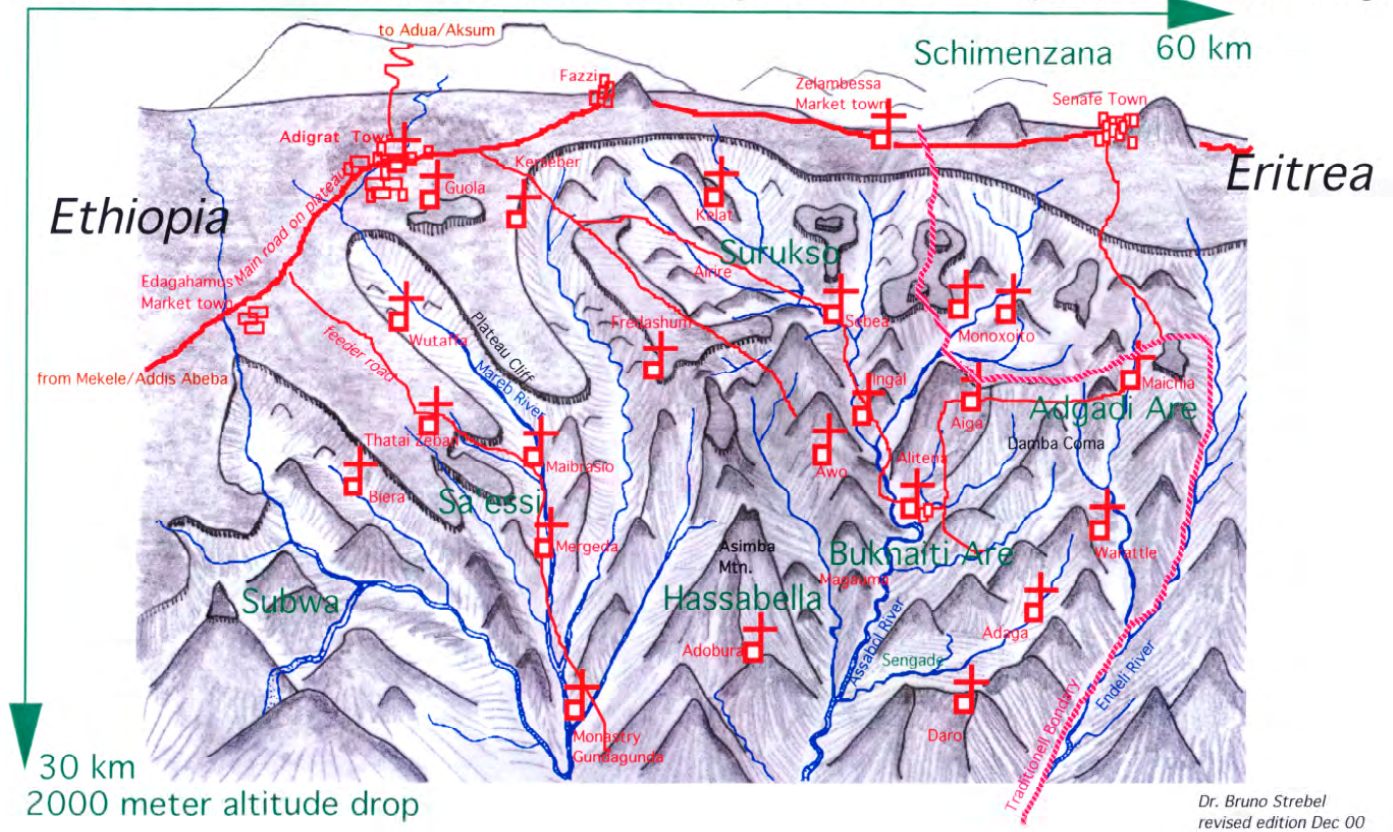 to Adua/Aksum
Schimenzana
60 km
Fazzi
Zelambessa
Market town
Senafe Town
Adigrat Town
Kerseber
Guola
Kelat
Eritrea
Ethiopia
Main road on plateau
Surukso
Airire
Edagahamus
Market town
Sebea
Monoxoito
Fredashum
feeder road
Wutaffa
Plateau Cliff
Mareb River
from Mekele/Addis Abeba
Ingal
Maichia
Adgadi Are
Aiga
Thatai Zeban
Damba Coma
Maibrasio
Awo
Alitena
Biera
Sa'essi
Mergeda
Asimba
Mtn.
Buknaiti Are
Warattle
Magauma
Subwa
Hassabella
Adaga
Adobura
Assabol River
Sengade
Endeli River
Daro
Monastry
Gundagunda
Traditionell Bondary
30 km
2000 meter altitude drop
Dr. Bruno Strebel
revised edition Dec 00